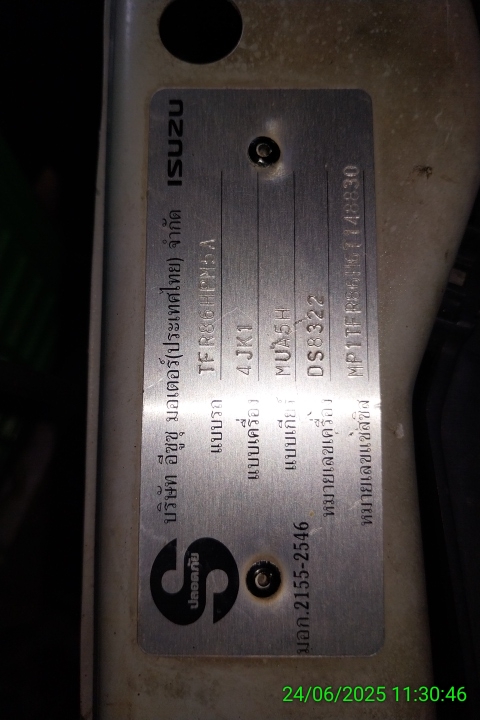 บริษัท อีซูซุ มอเตอร์(ประเทศไทย) จำกัด ISUZU
แบบรถ TFR86HPM5A
แบบเครื่อง 4JK1
แบบเกียร์ MUA5H
หมายเลขเครื่อง DS8322
หมายเลขแชสซีส์
S ปลอดภัย
มอก.2155-2546
24/06/2025 11:30:46